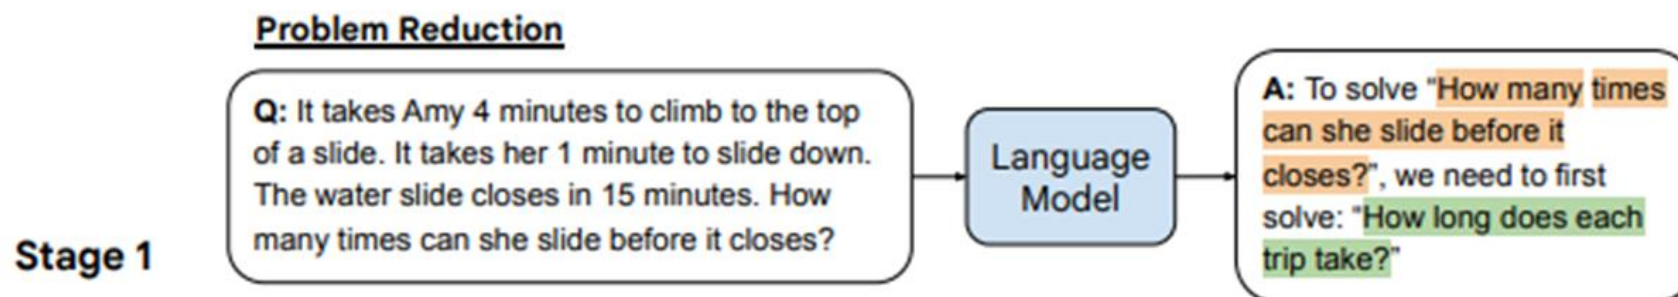 Problem Reduction
Q: It takes Amy 4 minutes to climb to the top
of a slide. It takes her 1 minute to slide down.
The water slide closes in 15 minutes. How
many times can she slide before it closes?
Language
Model
A: To solve “How many times
can she slide before it
closes?”, we need to first
solve: “How long does each
trip take?”
Stage 1